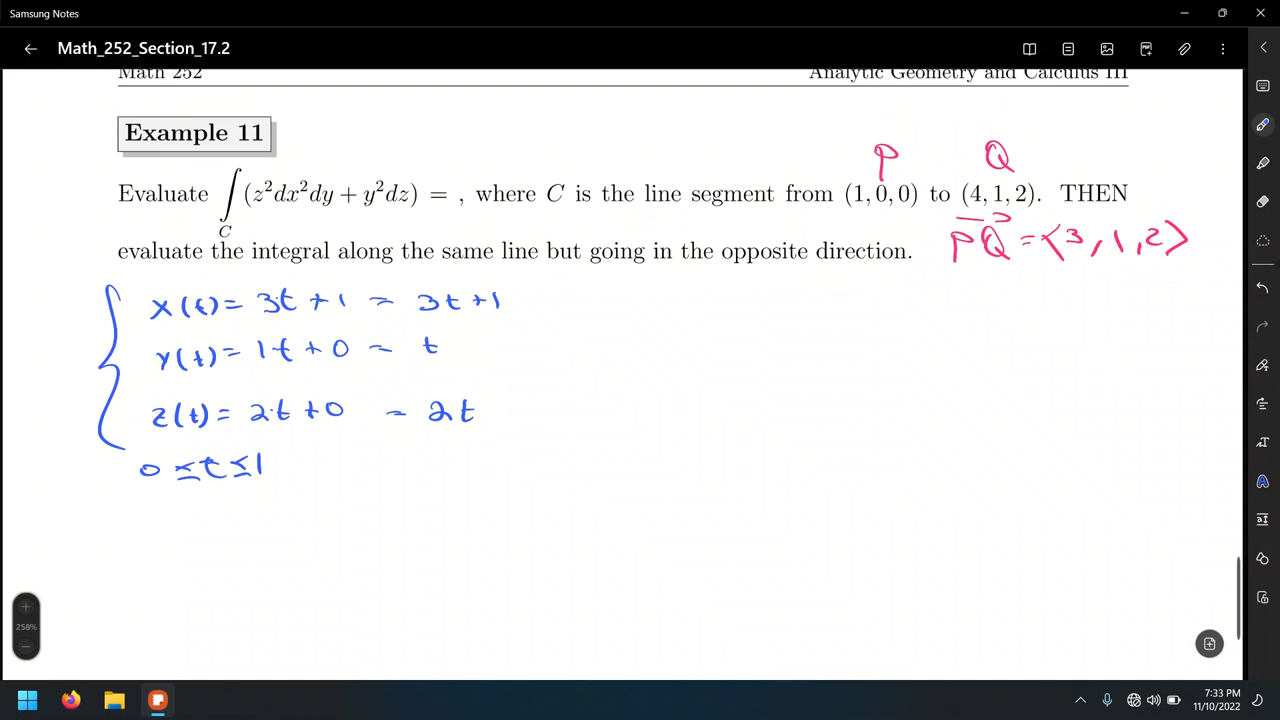 Samsung Notes
Math_252_Section_17.2
Math 252 Analytic Geometry and Calculus III
Example 11
P Q
Evaluate ∫_C (z²dx²dy + y²dz) = , where C is the line segment from (1, 0, 0) to (4, 1, 2). THEN
evaluate the integral along the same line but going in the opposite direction.
PQ⃗ = <3, 1, 2>
x(t) = 3·t + 1 = 3t + 1
y(t) = 1·t + 0 = t
z(t) = 2·t + 0 = 2t
0 ≤ t ≤ 1
258%
7:33 PM
11/10/2022